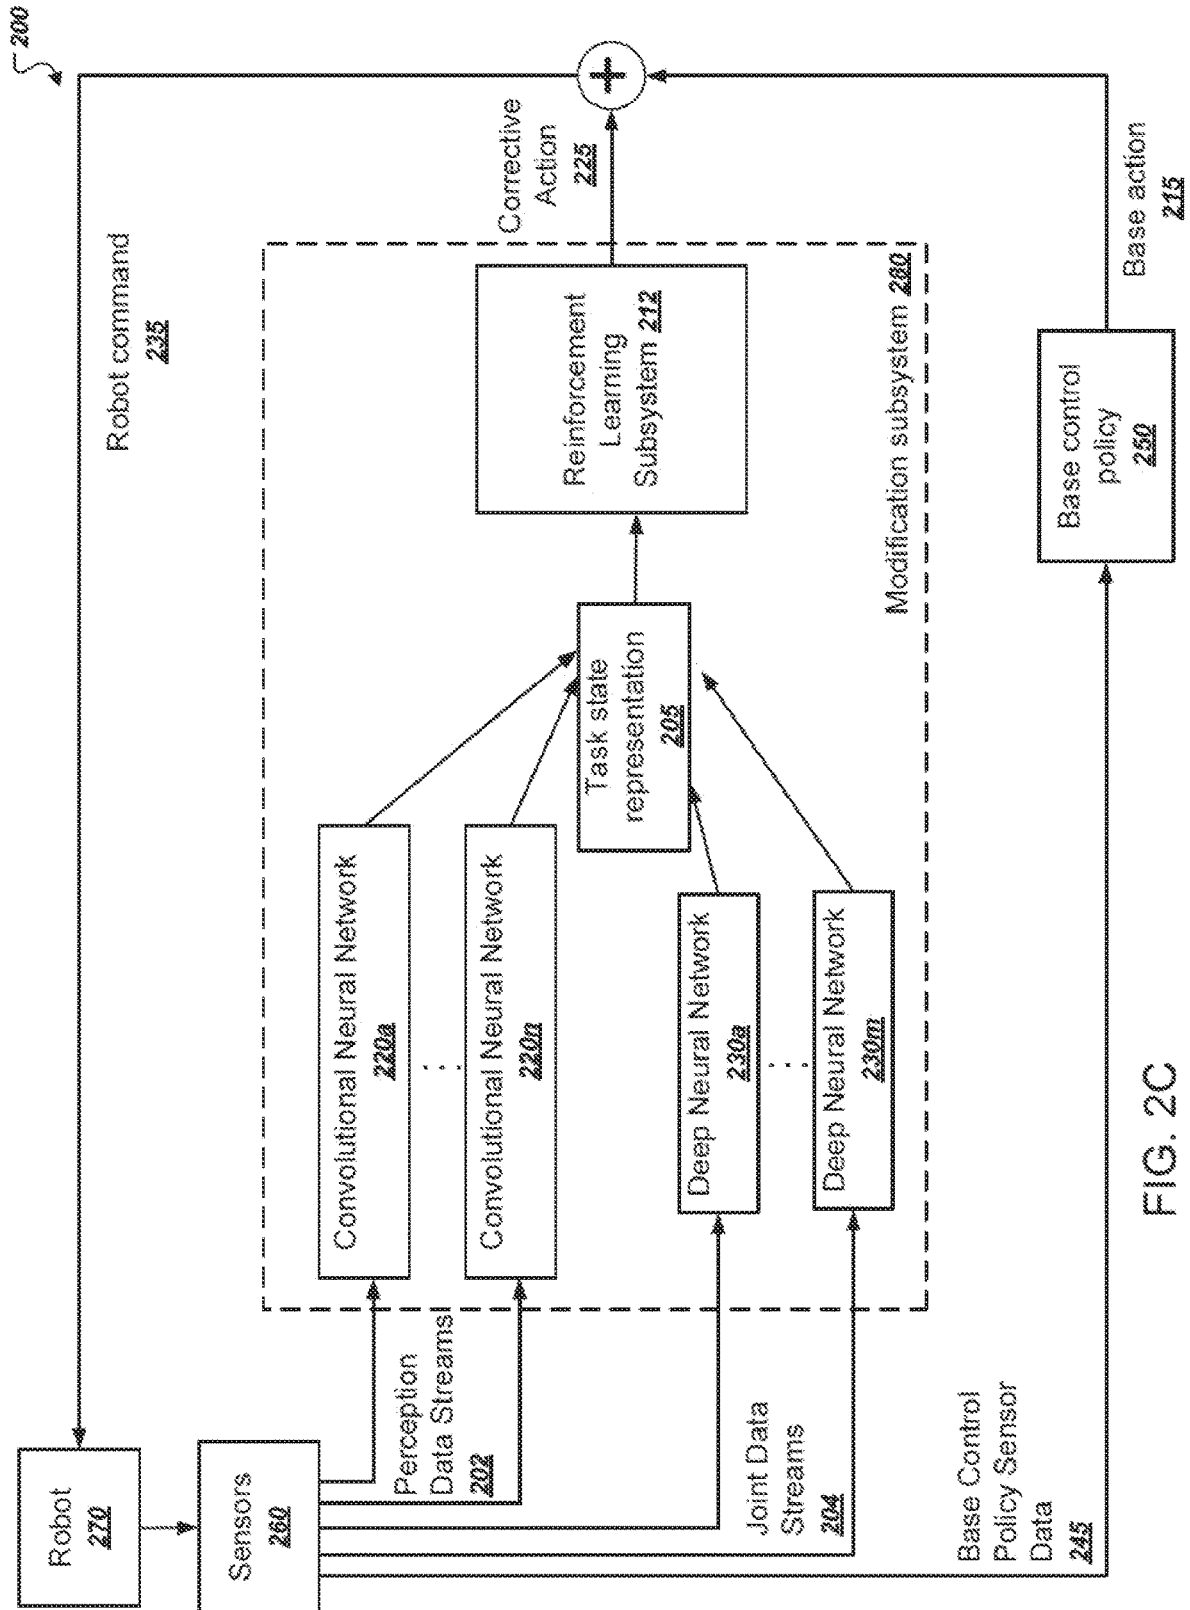 200
Robot command
235
Robot
270
Sensors
260
Perception
Data Streams
202
Joint Data
Streams
204
Base Control
Policy Sensor
Data
245
Convolutional Neural Network
220a
. . .
Convolutional Neural Network
220n
Deep Neural Network
230a
. . .
Deep Neural Network
230m
Task state
representation
205
Reinforcement
Learning
Subsystem 212
Modification subsystem 280
Corrective
Action
225
+
Base control
policy
250
Base action
215
FIG. 2C